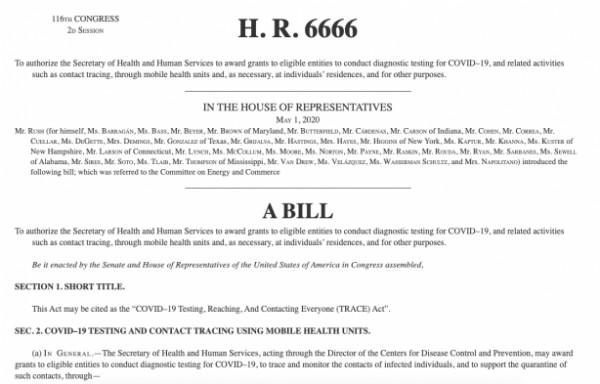 116TH CONGRESS
2D SESSION
H. R. 6666
To authorize the Secretary of Health and Human Services to award grants to eligible entities to conduct diagnostic testing for COVID–19, and related activities
such as contact tracing, through mobile health units and, as necessary, at individuals' residences, and for other purposes.
IN THE HOUSE OF REPRESENTATIVES
MAY 1, 2020
Mr. RUSH (for himself, Ms. BARRAGÁN, Ms. BASS, Mr. BEYER, Mr. BROWN of Maryland, Mr. BUTTERFIELD, Mr. CÁRDENAS, Mr. CARSON of Indiana, Mr. COHEN, Mr. CORREA, Mr.
CUELLAR, Ms. DEGETTE, Mrs. DEMINGS, Mr. GONZALEZ of Texas, Mr. GRIJALVA, Mr. HASTINGS, Mrs. HAYES, Mr. HIGGINS of New York, Ms. KAPTUR, Mr. KHANNA, Ms. KUSTER of
New Hampshire, Mr. LARSON of Connecticut, Mr. LYNCH, Ms. MCCOLLUM, Ms. MOORE, Ms. NORTON, Mr. PAYNE, Mr. RASKIN, Mr. ROUDA, Mr. RYAN, Mr. SARBANES, Ms. SEWELL
of Alabama, Mr. SIRES, Mr. SOTO, Ms. TLAIB, Mr. THOMPSON of Mississippi, Mr. VAN DREW, Ms. VELÁZQUEZ, Ms. WASSERMAN SCHULTZ, and Mrs. NAPOLITANO) introduced the
following bill; which was referred to the Committee on Energy and Commerce
A BILL
To authorize the Secretary of Health and Human Services to award grants to eligible entities to conduct diagnostic testing for COVID–19, and related activities
such as contact tracing, through mobile health units and, as necessary, at individuals' residences, and for other purposes.
Be it enacted by the Senate and House of Representatives of the United States of America in Congress assembled,
SECTION 1. SHORT TITLE.
This Act may be cited as the “COVID–19 Testing, Reaching, And Contacting Everyone (TRACE) Act”.
SEC. 2. COVID–19 TESTING AND CONTACT TRACING USING MOBILE HEALTH UNITS.
(a) IN GENERAL.—The Secretary of Health and Human Services, acting through the Director of the Centers for Disease Control and Prevention, may award
grants to eligible entities to conduct diagnostic testing for COVID–19, to trace and monitor the contacts of infected individuals, and to support the quarantine of
such contacts, through—